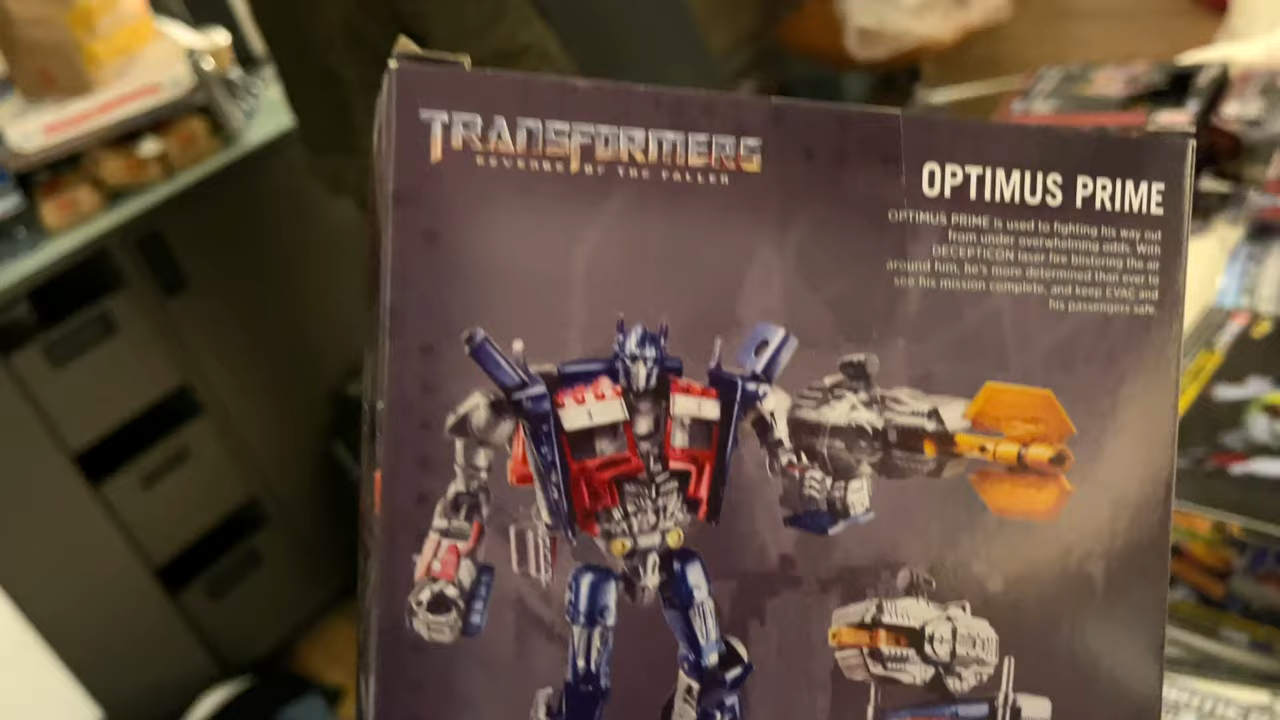 TRANSFORMERS
REVENGE OF THE FALLEN
OPTIMUS PRIME
OPTIMUS PRIME is used to fighting his way out
from under overwhelming odds. With
DECEPTICON laser fire blistering the air
around him, he's more determined than ever to
see his mission complete, and keep EVAC and
his passengers safe.